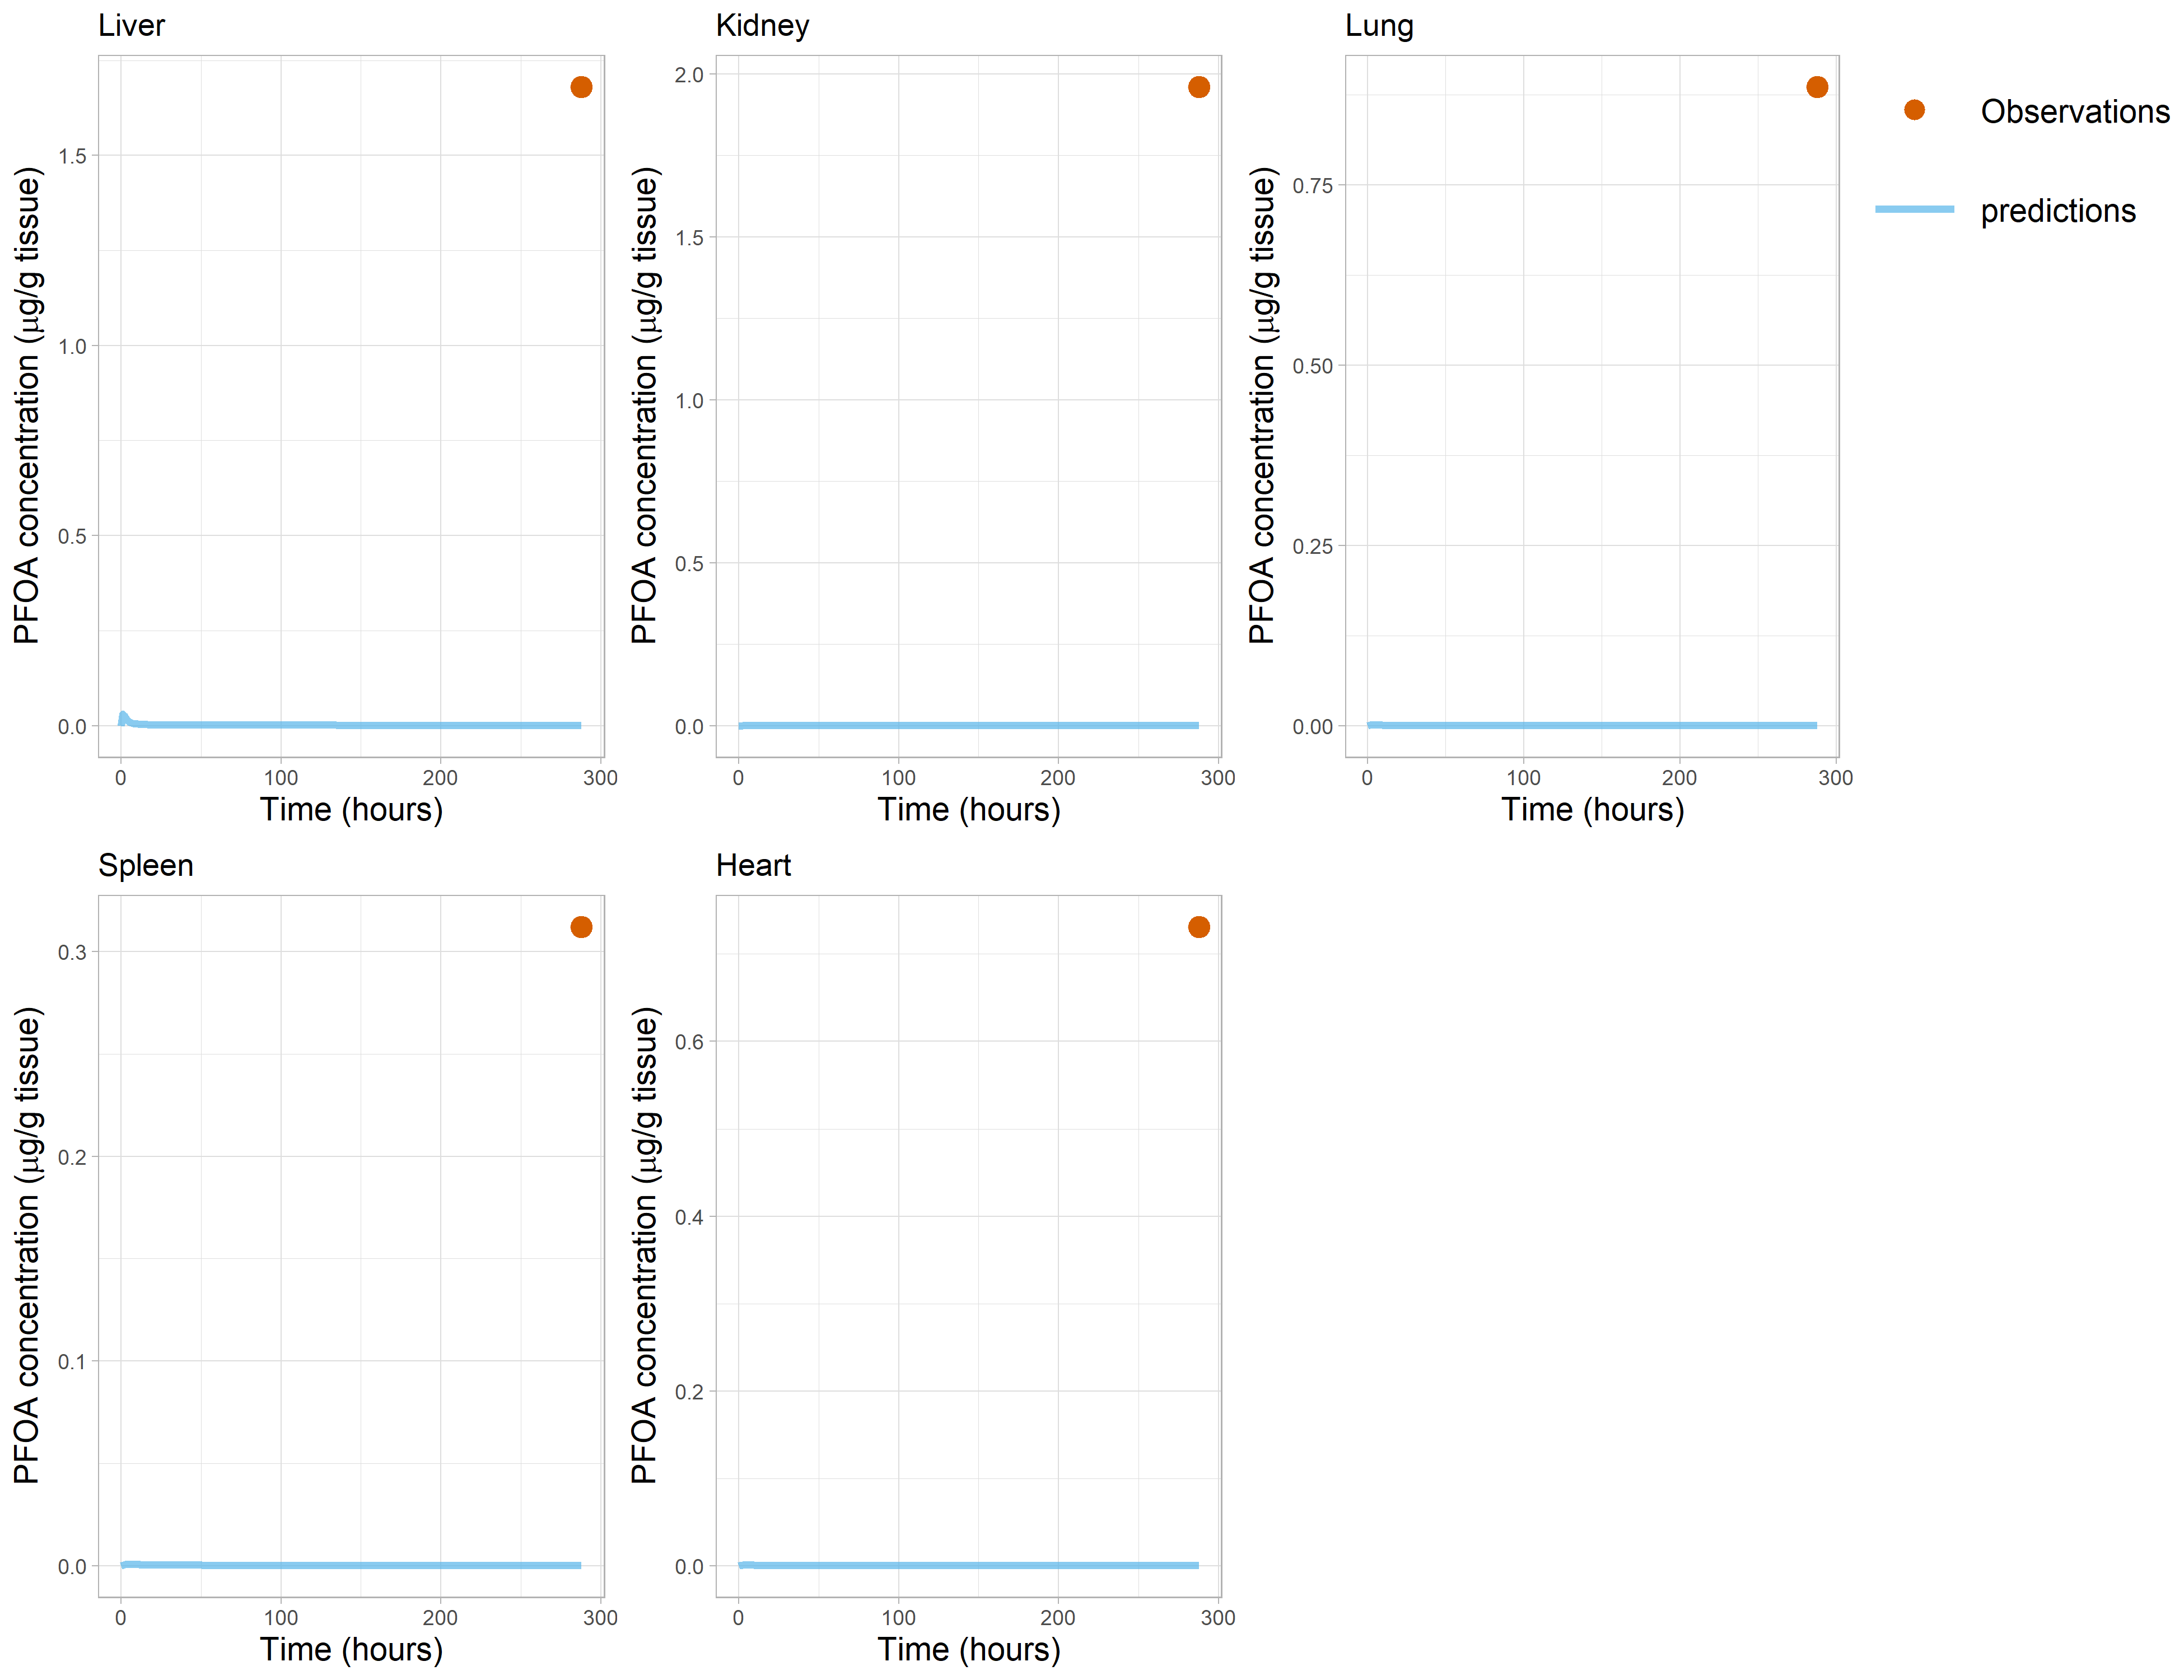 Liver
Kidney
Lung
PFOA concentration (μg/g tissue)
1.5
1.0
0.5
0.0
0
100
200
300
Time (hours)
PFOA concentration (μg/g tissue)
2.0
1.5
1.0
0.5
0.0
0
100
200
300
Time (hours)
PFOA concentration (μg/g tissue)
0.75
0.50
0.25
0.00
0
100
200
300
Time (hours)
Observations
predictions
Spleen
Heart
PFOA concentration (μg/g tissue)
0.3
0.2
0.1
0.0
0
100
200
300
Time (hours)
PFOA concentration (μg/g tissue)
0.6
0.4
0.2
0.0
0
100
200
300
Time (hours)